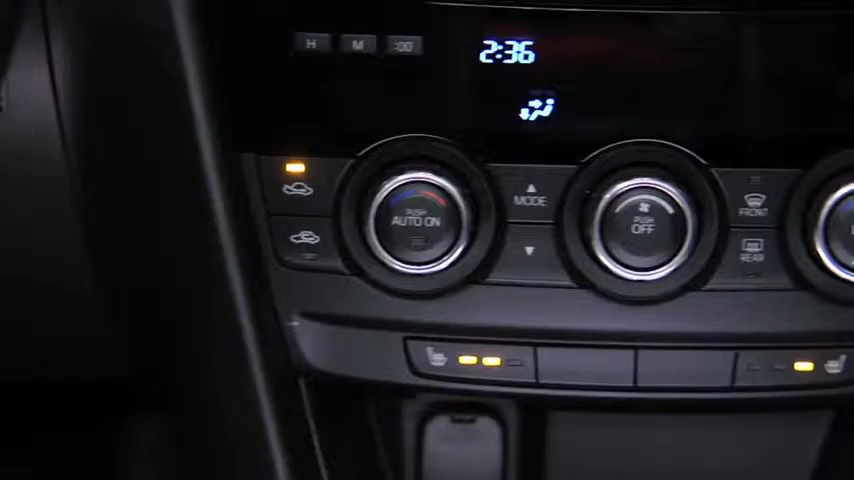 H M :00
2:36
PUSH
AUTO ON
MODE
PUSH
OFF
FRONT
REAR